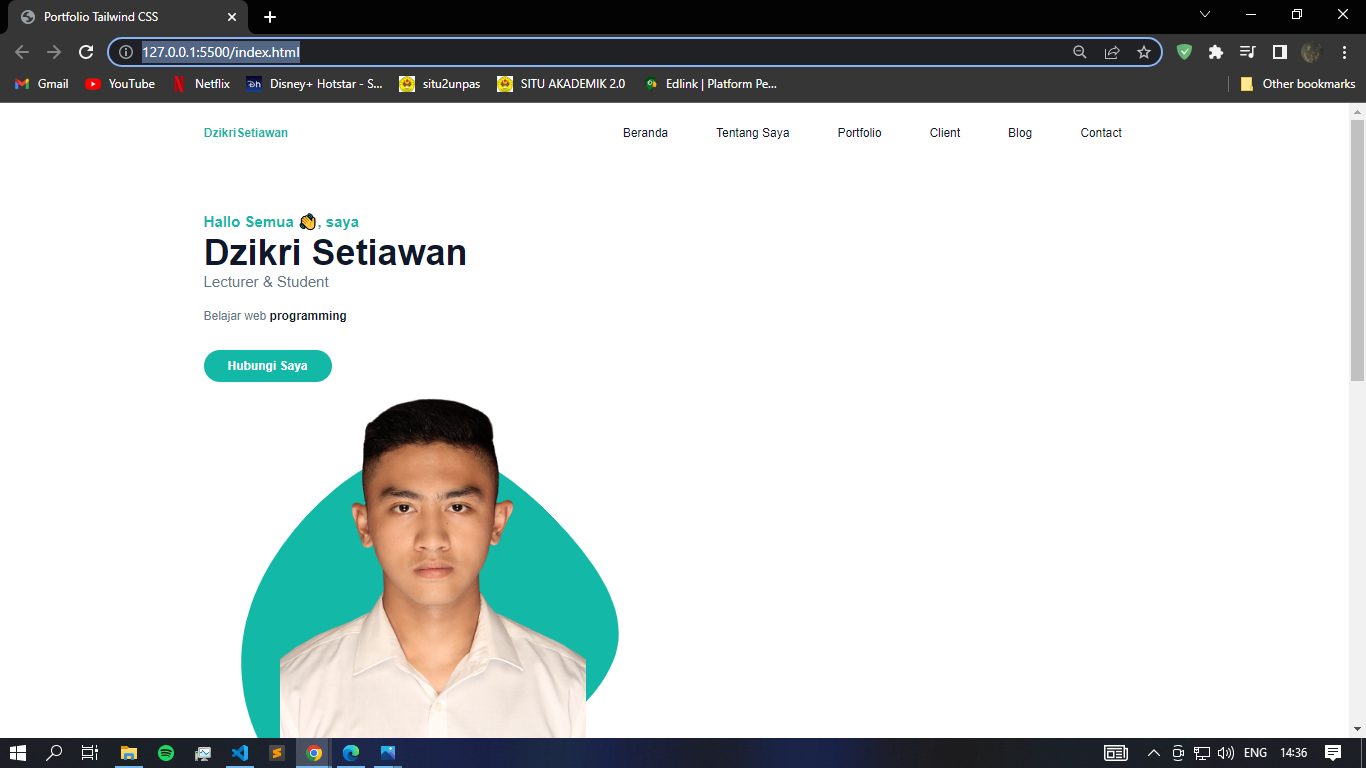 Portfolio Tailwind CSS
127.0.0.1:5500/index.html
Gmail YouTube Netflix Disney+ Hotstar - S... situ2unpas SITU AKADEMIK 2.0 Edlink | Platform Pe... Other bookmarks
DzikriSetiawan Beranda Tentang Saya Portfolio Client Blog Contact
Hallo Semua 👏, saya
Dzikri Setiawan
Lecturer & Student
Belajar web programming
Hubungi Saya
ENG 14:36